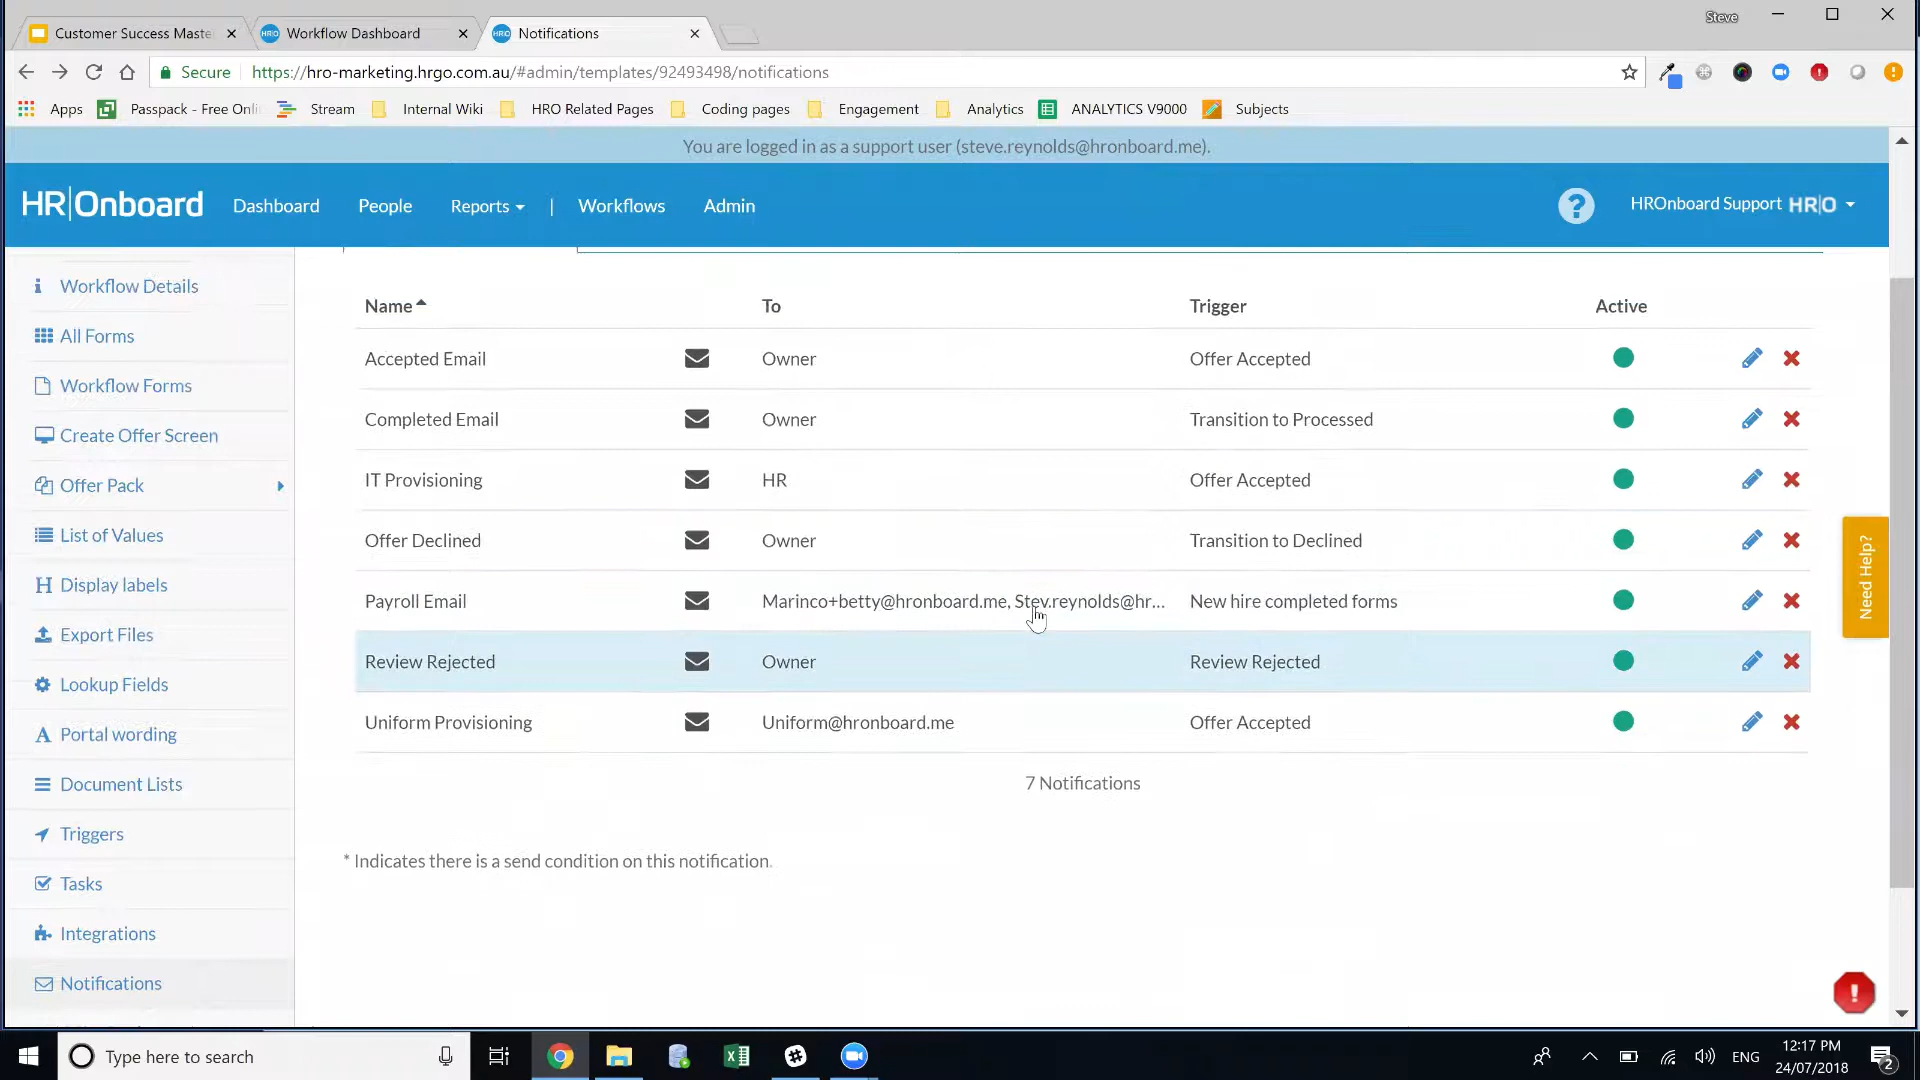 Steve
Customer Success Maste
Workflow Dashboard
Notifications
Secure
https://hro-marketing.hrgo.com.au/#admin/templates/92493498/notifications
Apps
Passpack - Free Onli
Stream
Internal Wiki
HRO Related Pages
Coding pages
Engagement
Analytics
ANALYTICS V9000
Subjects
You are logged in as a support user (steve.reynolds@hronboard.me).
HR|Onboard
Dashboard
People
Reports
|
Workflows
Admin
?
HROnboard Support HR|O
Workflow Details
All Forms
Workflow Forms
Create Offer Screen
Offer Pack
List of Values
Display labels
Export Files
Lookup Fields
Portal wording
Document Lists
Triggers
Tasks
Integrations
Notifications
Name To Trigger Active
Accepted Email Owner Offer Accepted
Completed Email Owner Transition to Processed
IT Provisioning HR Offer Accepted
Offer Declined Owner Transition to Declined
Payroll Email Marinco+betty@hronboard.me, Stev.reynolds@hr... New hire completed forms
Review Rejected Owner Review Rejected
Uniform Provisioning Uniform@hronboard.me Offer Accepted
7 Notifications
* Indicates there is a send condition on this notification.
Need Help?
Type here to search
ENG
12:17 PM
24/07/2018
2